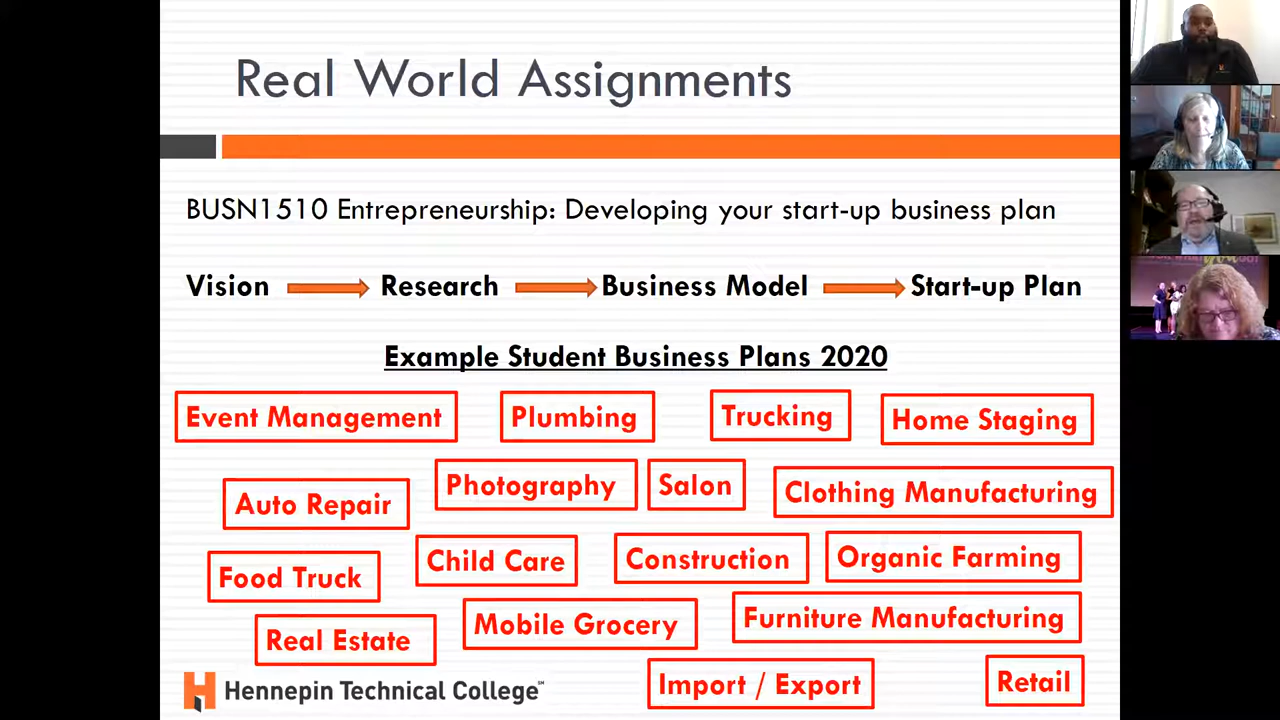 Real World Assignments
BUSN1510 Entrepreneurship: Developing your start-up business plan
Vision Research Business Model Start-up Plan
Example Student Business Plans 2020
Event Management Plumbing Trucking Home Staging
Photography Salon Clothing Manufacturing
Auto Repair
Child Care Construction Organic Farming
Food Truck
Mobile Grocery Furniture Manufacturing
Real Estate
Import / Export Retail
Hennepin Technical College